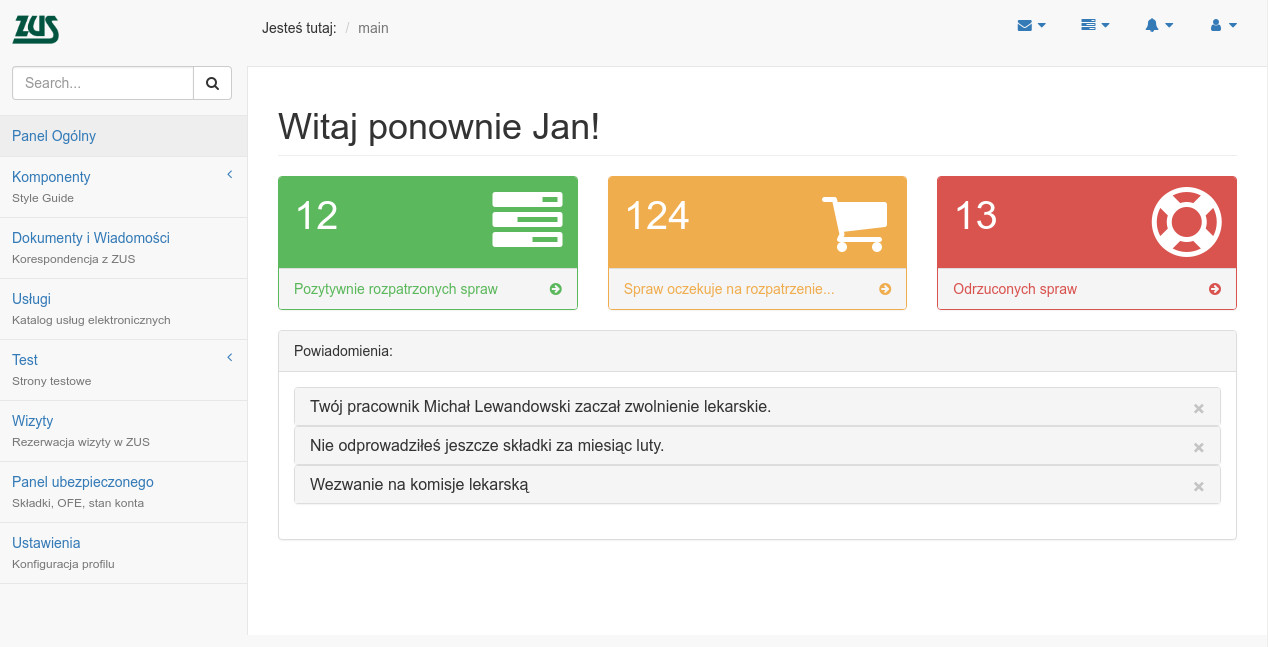 ZUS
Jesteś tutaj: / main
Search...
Panel Ogólny
Komponenty
Style Guide
Dokumenty i Wiadomości
Korespondencja z ZUS
Usługi
Katalog usług elektronicznych
Test
Strony testowe
Wizyty
Rezerwacja wizyty w ZUS
Panel ubezpieczonego
Składki, OFE, stan konta
Ustawienia
Konfiguracja profilu
Witaj ponownie Jan!
12
Pozytywnie rozpatrzonych spraw
124
Spraw oczekuje na rozpatrzenie...
13
Odrzuconych spraw
Powiadomienia:
Twój pracownik Michał Lewandowski zaczał zwolnienie lekarskie.
Nie odprowadziłeś jeszcze składki za miesiąc luty.
Wezwanie na komisje lekarską